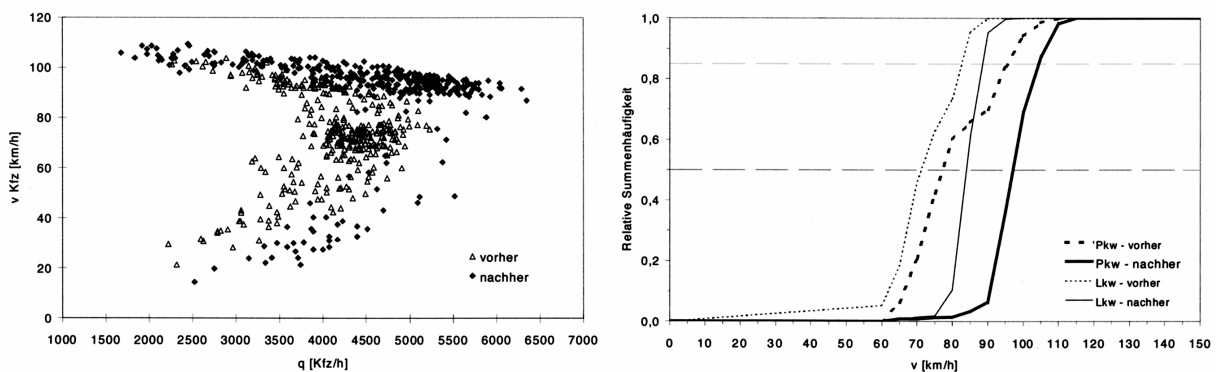 120
100
80
60
40
20
0
v Kfz [km/h]
1000 1500 2000 2500 3000 3500 4000 4500 5000 5500 6000 6500 7000
q [Kfz/h]
vorher
nachher
1,0
0,8
0,6
0,4
0,2
0,0
Relative Summenhäufigkeit
0 10 20 30 40 50 60 70 80 90 100 110 120 130 140 150
v [km/h]
'Pkw - vorher
Pkw - nachher
Lkw - vorher
Lkw - nachher